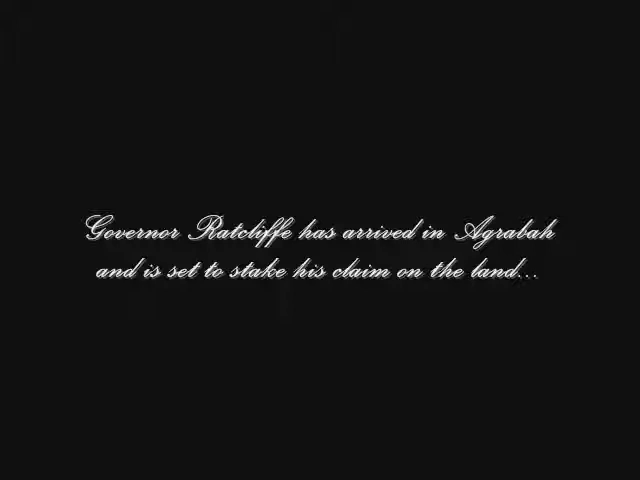 Governor Ratcliffe has arrived in Agrabah
and is set to stake his claim on the land...